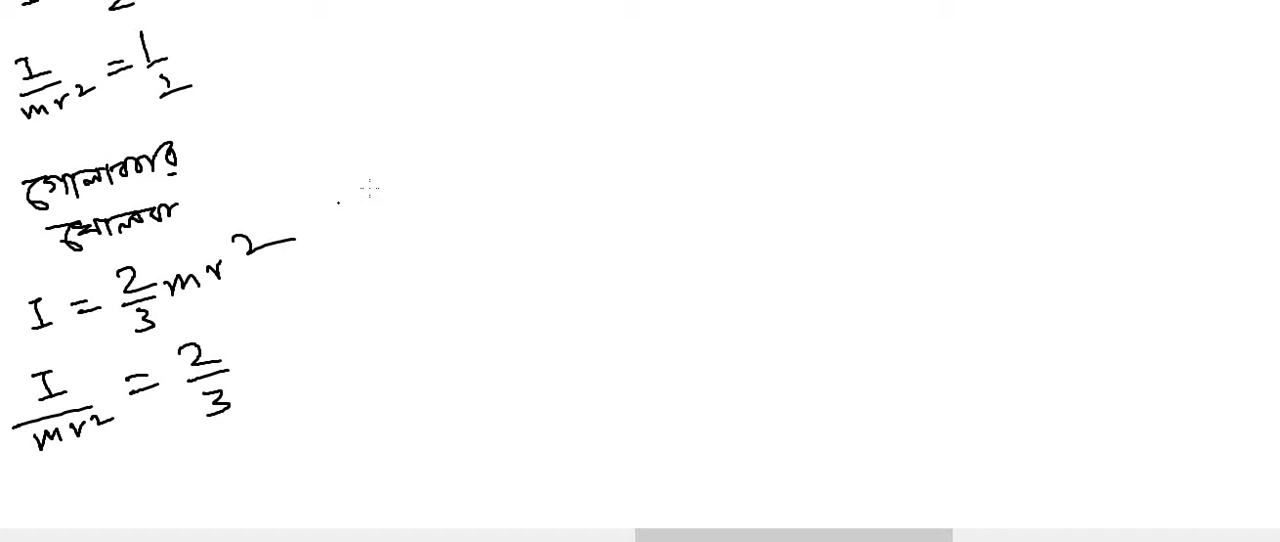 I/mr² = 1/2
গোলাকার
খোলক
I = 2/3 mr²
I/mr² = 2/3